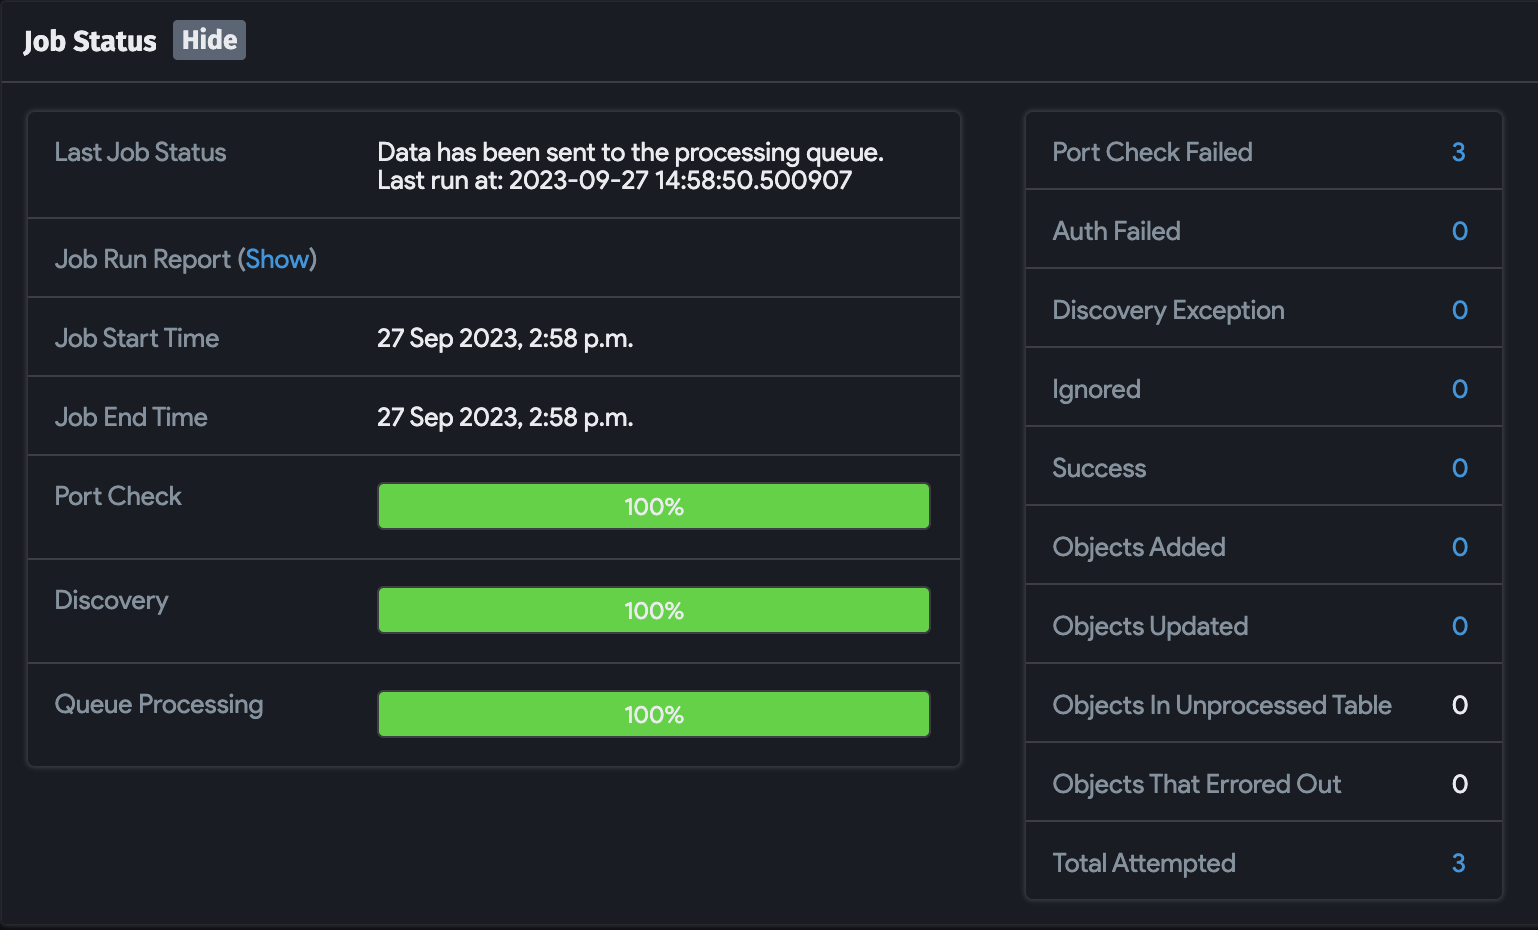 Job Status Hide
Last Job Status
Data has been sent to the processing queue.
Last run at: 2023-09-27 14:58:50.500907
Job Run Report (Show)
Job Start Time
27 Sep 2023, 2:58 p.m.
Job End Time
27 Sep 2023, 2:58 p.m.
Port Check
100%
Discovery
100%
Queue Processing
100%
Port Check Failed 3
Auth Failed 0
Discovery Exception 0
Ignored 0
Success 0
Objects Added 0
Objects Updated 0
Objects In Unprocessed Table 0
Objects That Errored Out 0
Total Attempted 3